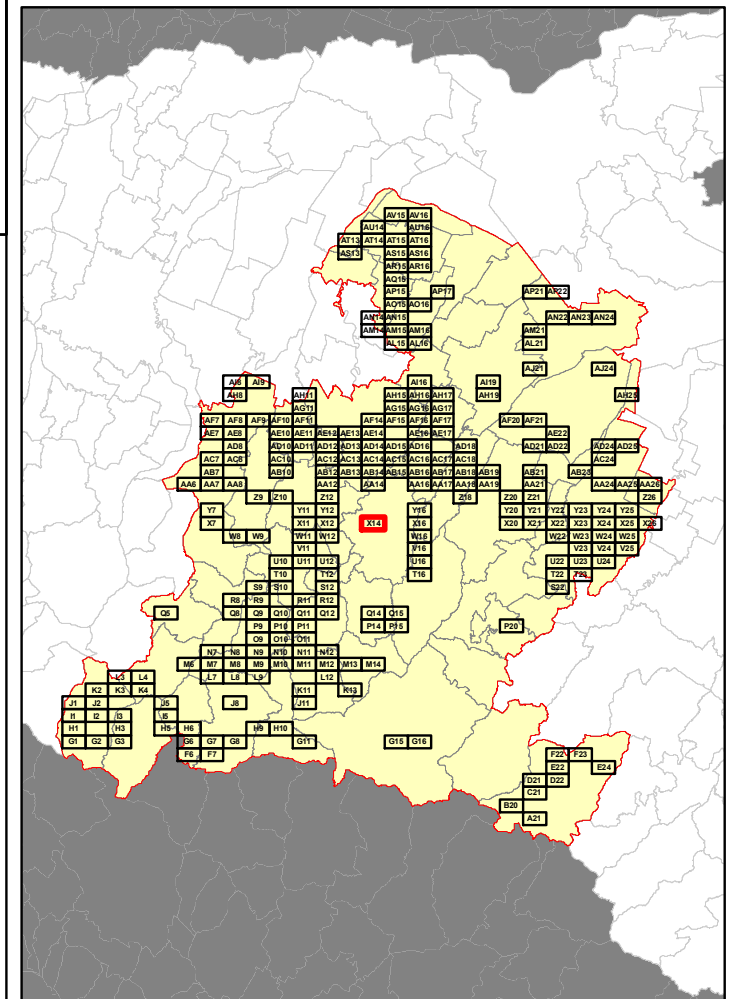 AV15 AV16
AU14 AU16
AT13 AT14 AT15 AT16
AS13 AS15 AS16
AR15 AR16
AQ15
AP15 AP17 AP21 AP22
AO15 AO16
AN14 AN15 AN22 AN23 AN24
AM14 AM15 AM16 AM21
AL15 AL16 AL21
AJ21 AJ24
AI8 AI9 AI16 AI19
AH8 AH11 AH15 AH16 AH17 AH19 AH25
AG11 AG15 AG16 AG17
AF7 AF8 AF9 AF10 AF11 AF14 AF15 AF16 AF17 AF20 AF21
AE7 AE8 AE10 AE11 AE12 AE13 AE14 AE16 AE17 AE22
AD8 AD10 AD11 AD12 AD13 AD14 AD15 AD16 AD18 AD21 AD22 AD24 AD25
AC7 AC8 AC10 AC12 AC13 AC14 AC15 AC16 AC17 AC18 AC24
AB7 AB10 AB12 AB13 AB14 AB15 AB16 AB17 AB18 AB19 AB21 AB23
AA6 AA7 AA8 AA12 AA14 AA16 AA17 AA18 AA19 AA21 AA24 AA25 AA26
Z9 Z10 Z12 Z18 Z20 Z21 Z26
Y7 Y11 Y12 Y16 Y20 Y21 Y22 Y23 Y24 Y25
X7 X11 X12 X14 X16 X20 X21 X22 X23 X24 X25 X26
W8 W9 W11 W12 W16 W22 W23 W24 W25
V11 V16 V23 V24 V25
U10 U11 U12 U16 U22 U23 U24
T10 T12 T16 T22 T23
S9 S10 S12 S22
R8 R9 R11 R12
Q5 Q8 Q9 Q10 Q11 Q12 Q14 Q15
P9 P10 P11 P14 P15 P20
O9 O10 O11
N7 N8 N9 N10 N11 N12
M6 M7 M8 M9 M10 M11 M12 M13 M14
L3 L4 L7 L8 L9 L12
K2 K3 K4 K11 K13
J1 J2 J5 J8 J11
I1 I2 I3 I5
H1 H3 H5 H6 H9 H10
G1 G2 G3 G6 G7 G8 G11 G15 G16
F6 F7 F22 F23
E22 E24
D21 D22
C21
B20
A21